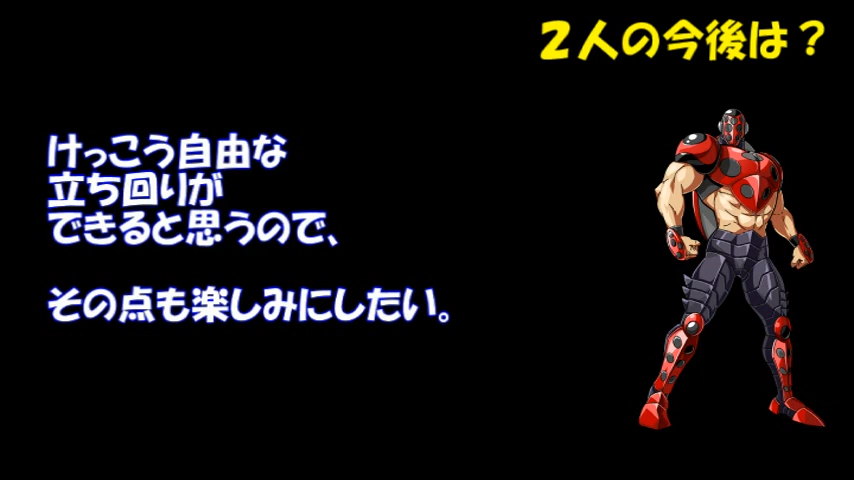 2人の今後は？
けっこう自由な
立ち回りが
できると思うので、
その点も楽しみにしたい。